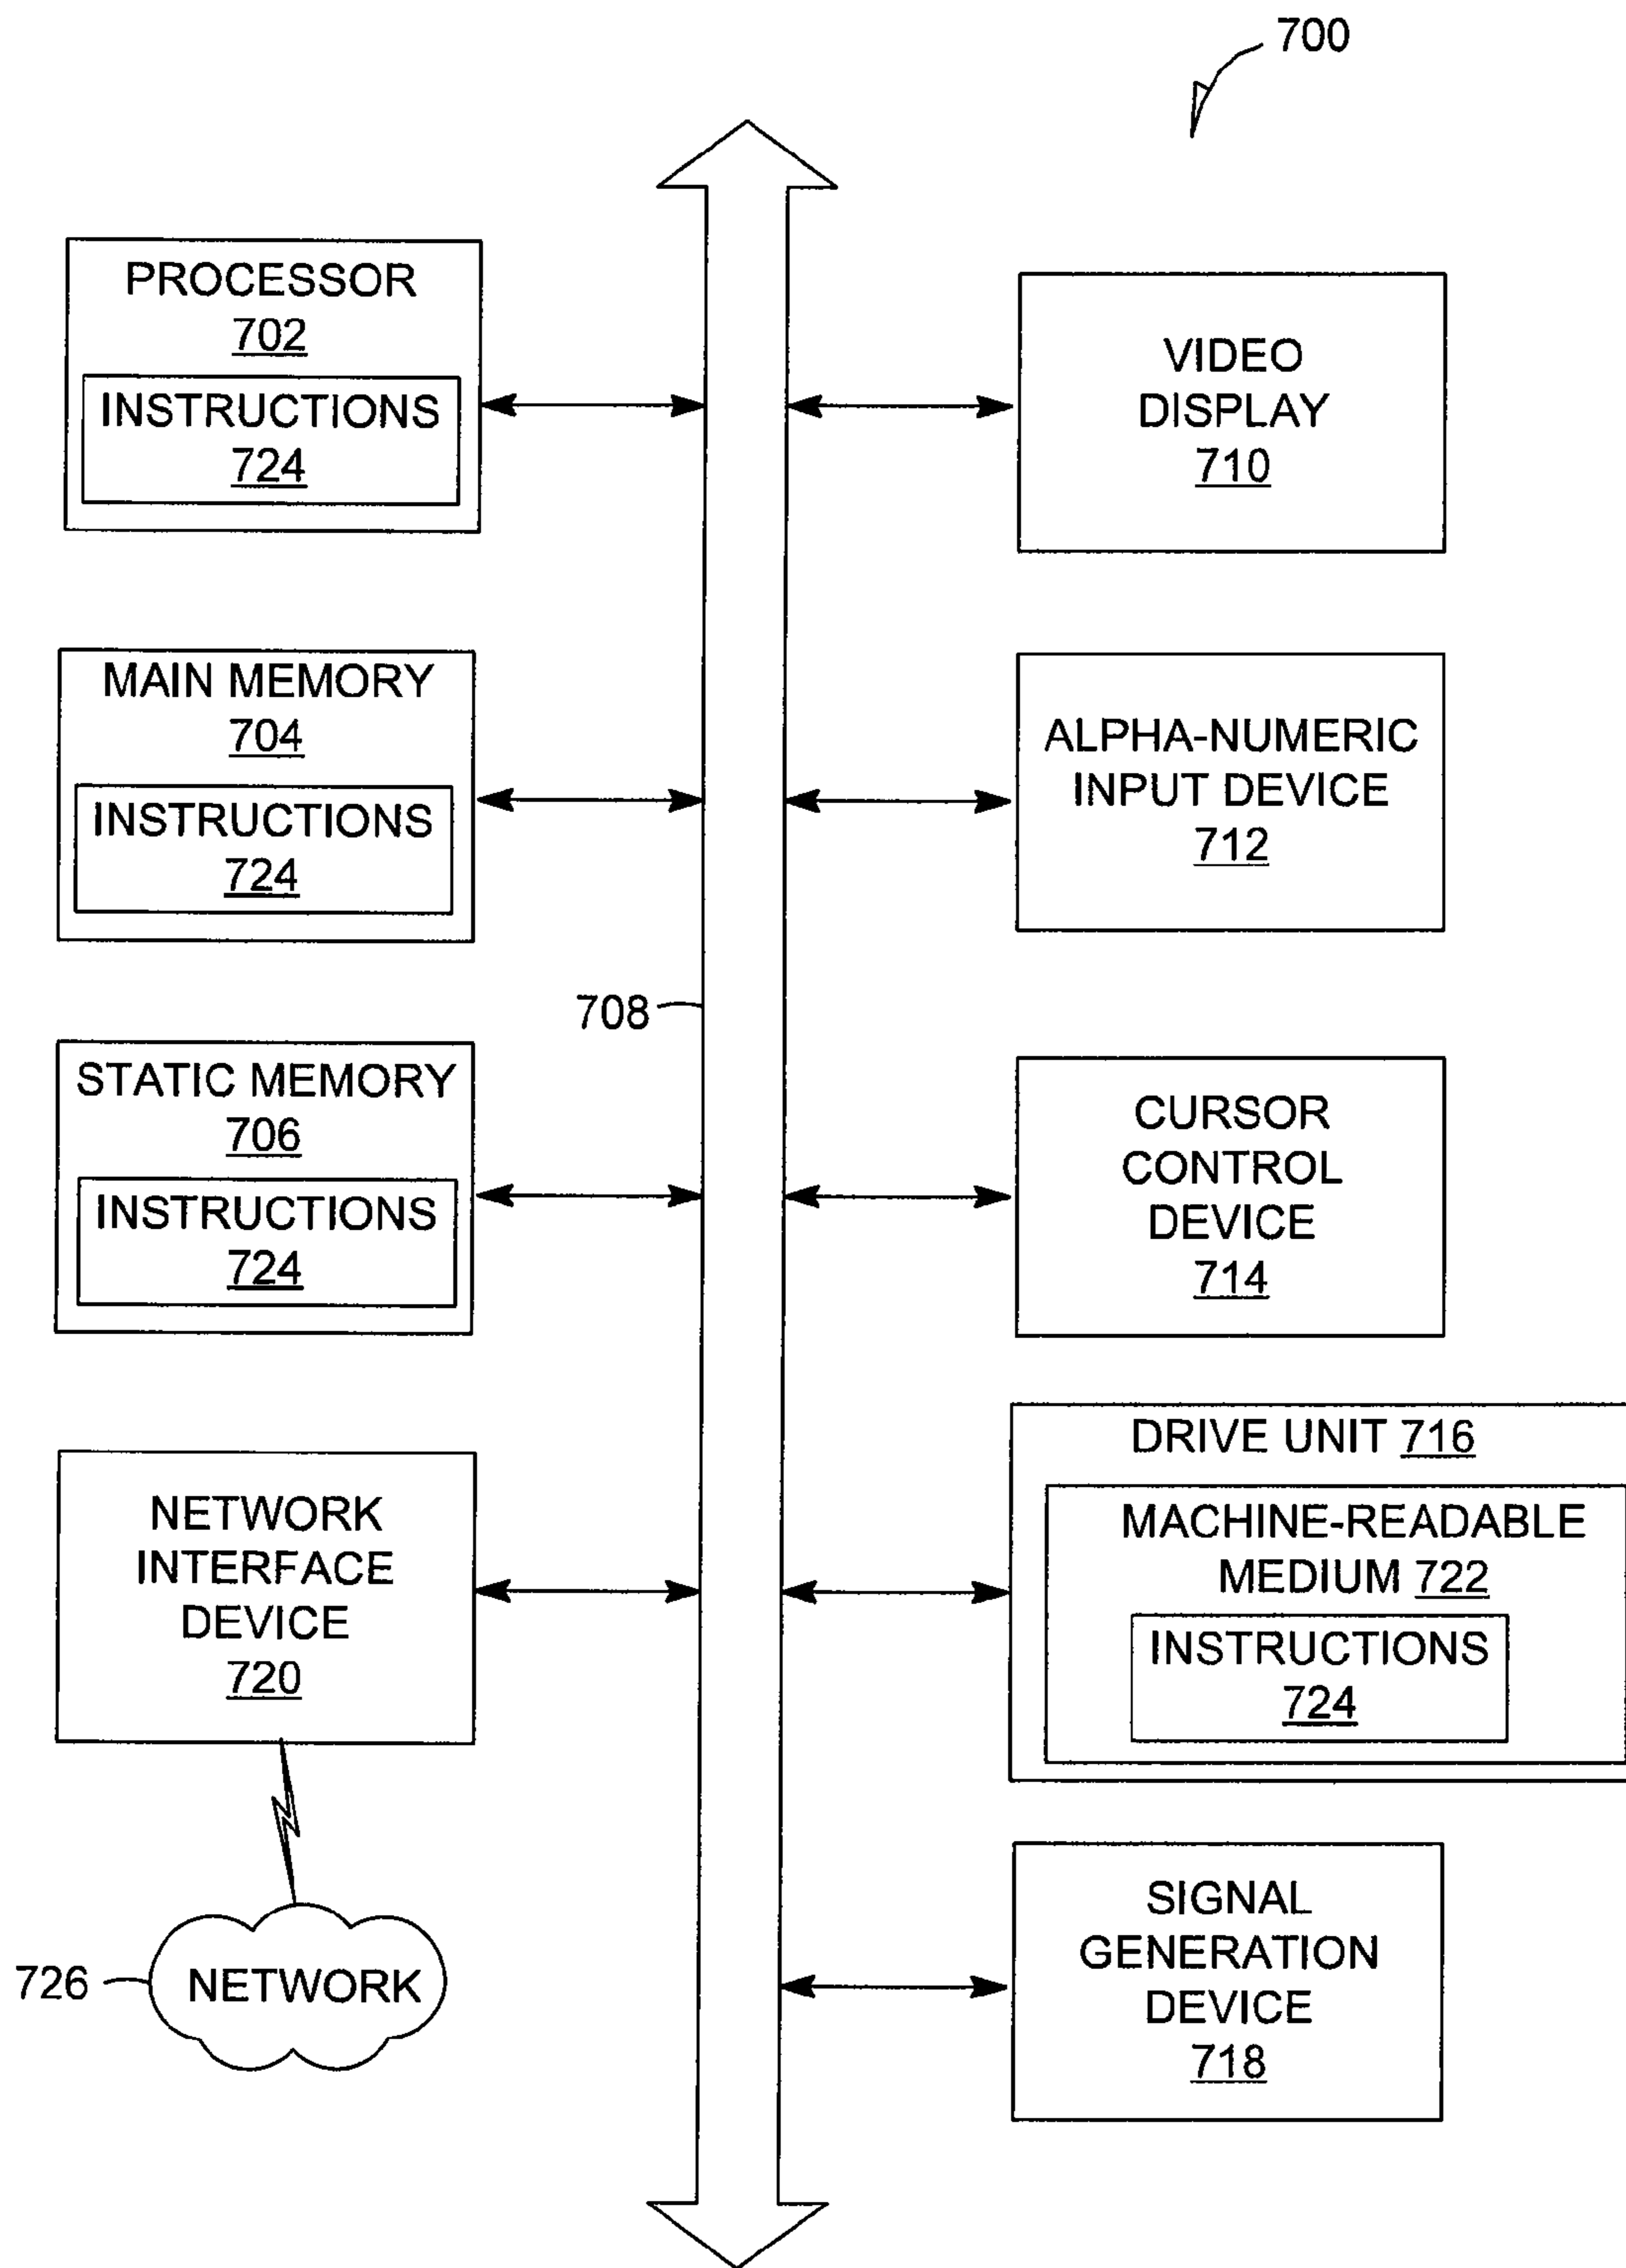 700
PROCESSOR
702
INSTRUCTIONS
724
MAIN MEMORY
704
INSTRUCTIONS
724
708
STATIC MEMORY
706
INSTRUCTIONS
724
NETWORK
INTERFACE
DEVICE
720
726
NETWORK
VIDEO
DISPLAY
710
ALPHA-NUMERIC
INPUT DEVICE
712
CURSOR
CONTROL
DEVICE
714
DRIVE UNIT 716
MACHINE-READABLE
MEDIUM 722
INSTRUCTIONS
724
SIGNAL
GENERATION
DEVICE
718